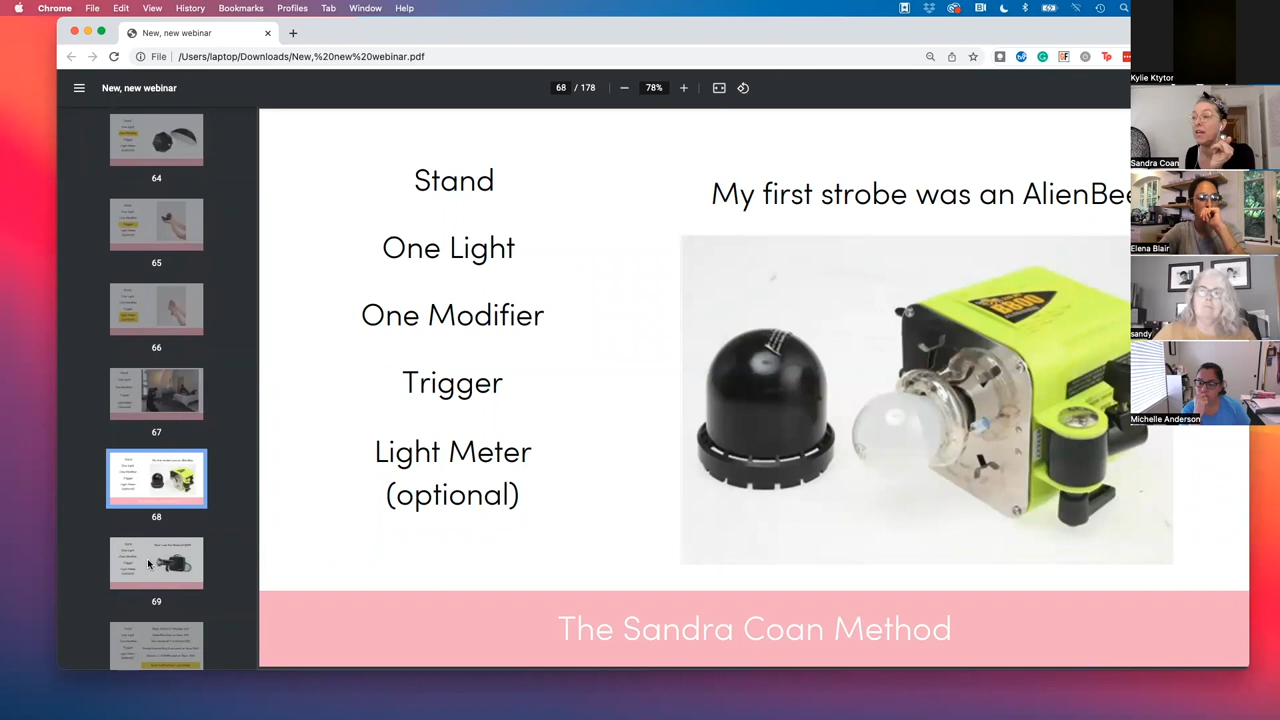 Chrome File Edit View History Bookmarks Profiles Tab Window Help
New, new webinar
File /Users/laptop/Downloads/New,%20new%20webinar.pdf
New, new webinar
68 / 178
78%
64
65
66
67
68
69
Stand
One Light
One Modifier
Trigger
Light Meter
(optional)
My first strobe was an AlienBee
B800
The Sandra Coan Method
Kylie Ktytor
Sandra Coan
Elena Blair
sandy
Michelle Anderson